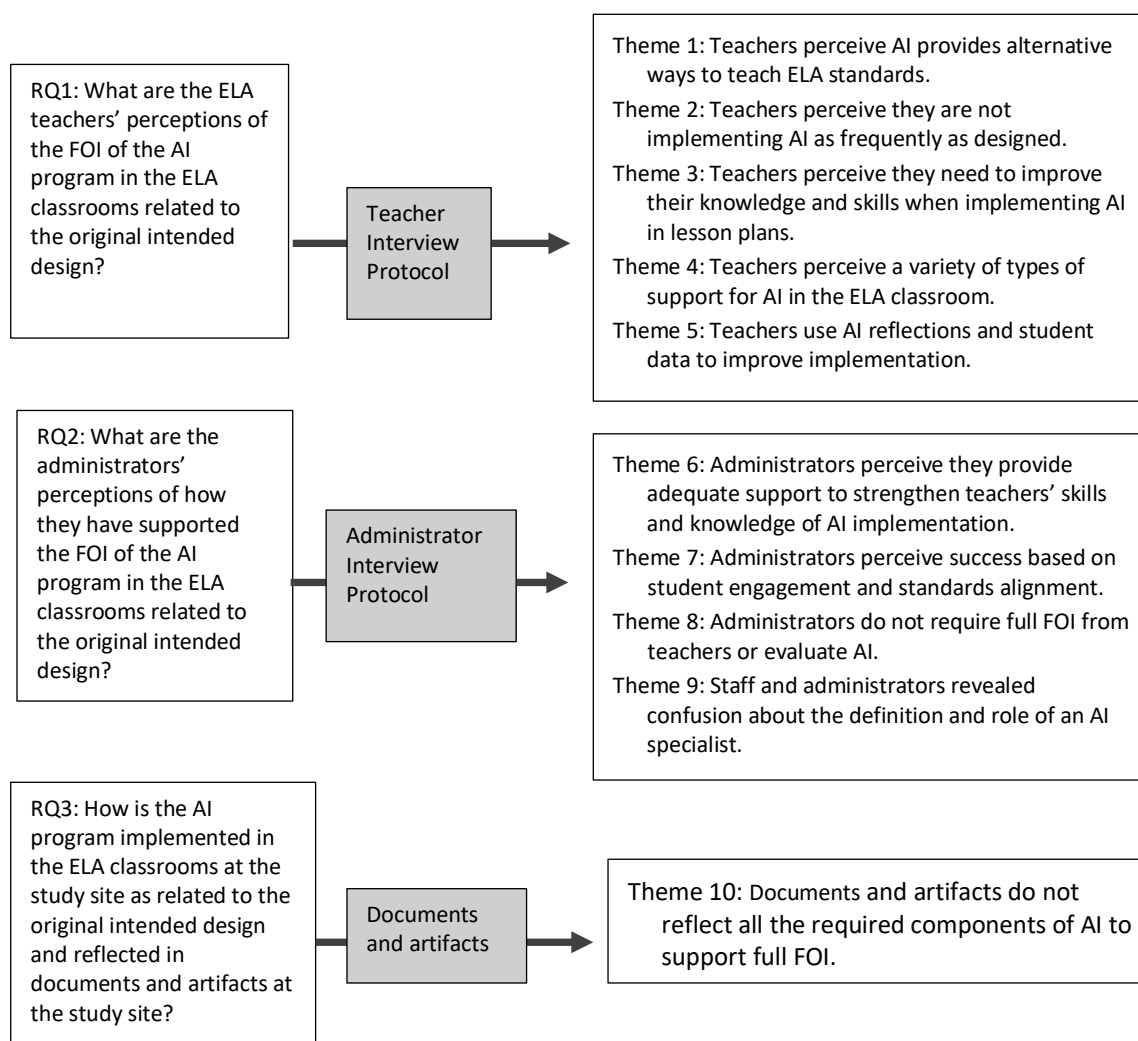 RQ1: What are the ELA
teachers’ perceptions of
the FOI of the AI
program in the ELA
classrooms related to
the original intended
design?
Teacher
Interview
Protocol
Theme 1: Teachers perceive AI provides alternative
ways to teach ELA standards.
Theme 2: Teachers perceive they are not
implementing AI as frequently as designed.
Theme 3: Teachers perceive they need to improve
their knowledge and skills when implementing AI
in lesson plans.
Theme 4: Teachers perceive a variety of types of
support for AI in the ELA classroom.
Theme 5: Teachers use AI reflections and student
data to improve implementation.
RQ2: What are the
administrators’
perceptions of how
they have supported
the FOI of the AI
program in the ELA
classrooms related to
the original intended
design?
Administrator
Interview
Protocol
Theme 6: Administrators perceive they provide
adequate support to strengthen teachers’ skills
and knowledge of AI implementation.
Theme 7: Administrators perceive success based on
student engagement and standards alignment.
Theme 8: Administrators do not require full FOI from
teachers or evaluate AI.
Theme 9: Staff and administrators revealed
confusion about the definition and role of an AI
specialist.
RQ3: How is the AI
program implemented in
the ELA classrooms at the
study site as related to the
original intended design
and reflected in
documents and artifacts at
the study site?
Documents
and artifacts
Theme 10: Documents and artifacts do not
reflect all the required components of AI to
support full FOI.